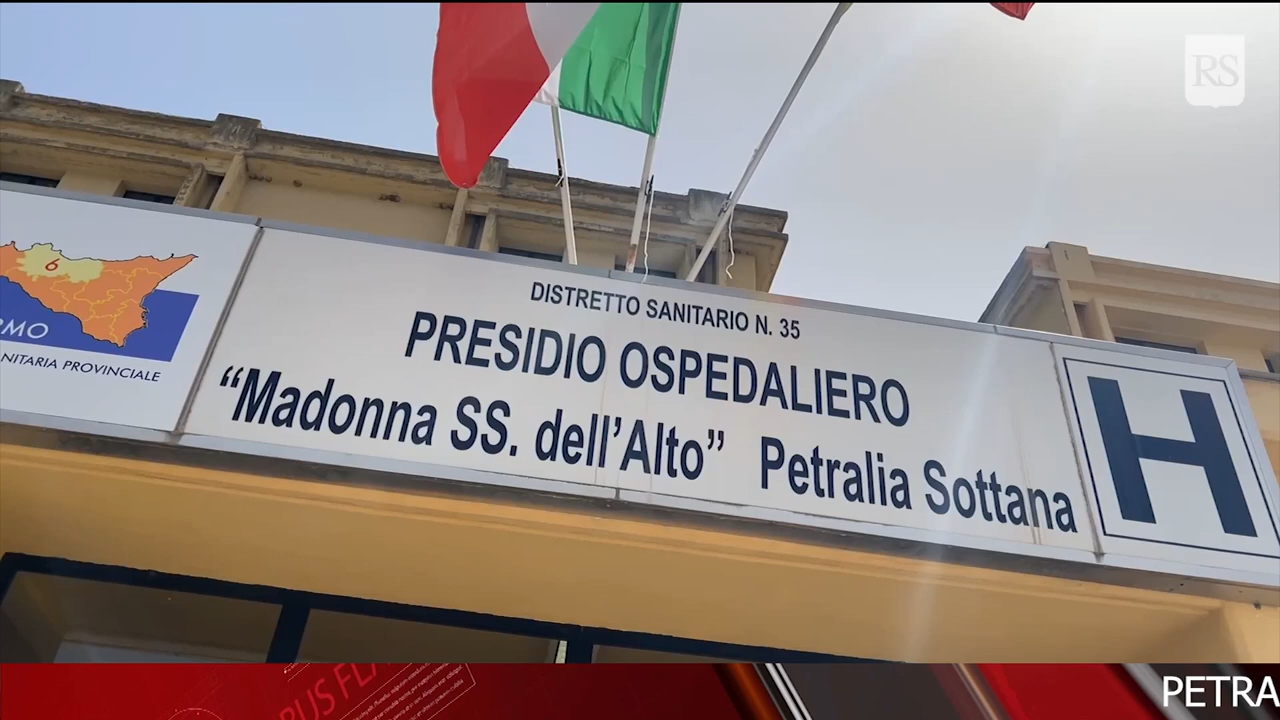 RS
6
RMO
NITARIA PROVINCIALE
DISTRETTO SANITARIO N. 35
PRESIDIO OSPEDALIERO
“Madonna SS. dell’Alto” Petralia Sottana
H
PETRA